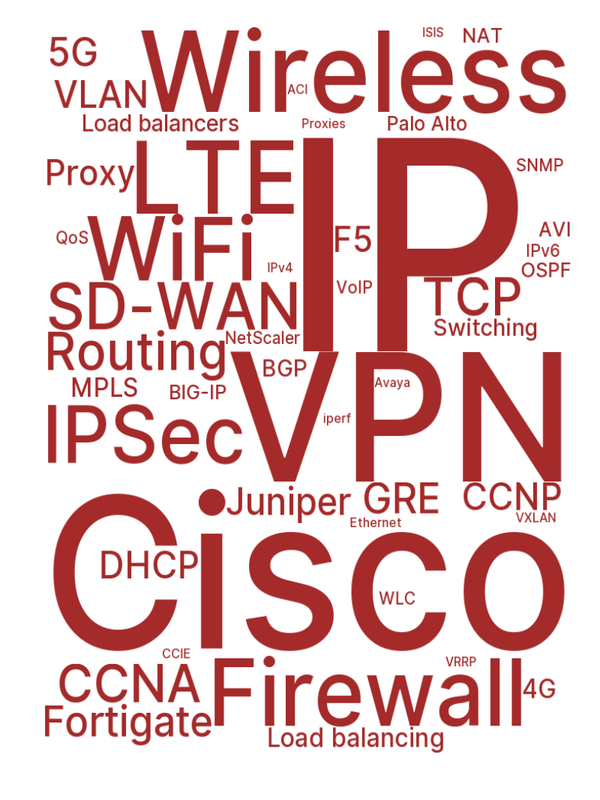 ISIS
NAT
5G
Wireless
VLAN
ACI
Load balancers
Proxies
Palo Alto
Proxy
LTE
IP
SNMP
QoS
WiFi
F5
AVI
IPv6
IPv4
OSPF
SD-WAN
VoIP
TCP
Switching
Routing
NetScaler
BGP
VPN
MPLS
BIG-IP
Avaya
iperf
IPSec
Juniper
GRE
CCNP
Ethernet
VXLAN
Cisco
DHCP
WLC
CCIE
VRRP
CCNA
Firewall
4G
Fortigate
Load balancing